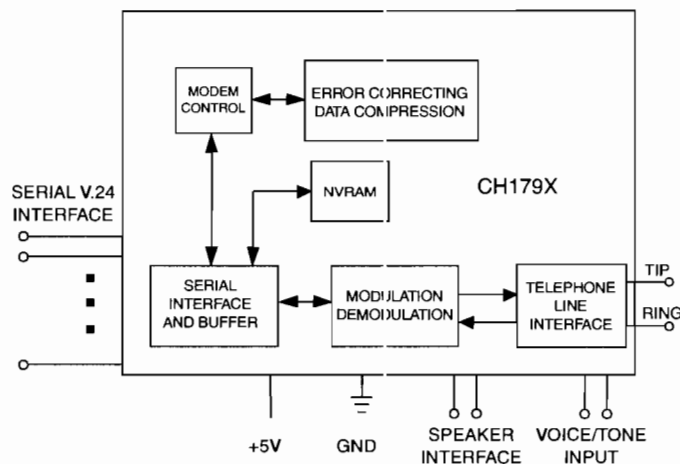 MODEM
CONTROL
ERROR CORRECTING
DATA COMPRESSION
NVRAM
CH179X
SERIAL V.24
INTERFACE
SERIAL
INTERFACE
AND BUFFER
MODULATION
DEMODULATION
TELEPHONE
LINE
INTERFACE
TIP
RING
+5V
GND
SPEAKER
INTERFACE
VOICE/TONE
INPUT